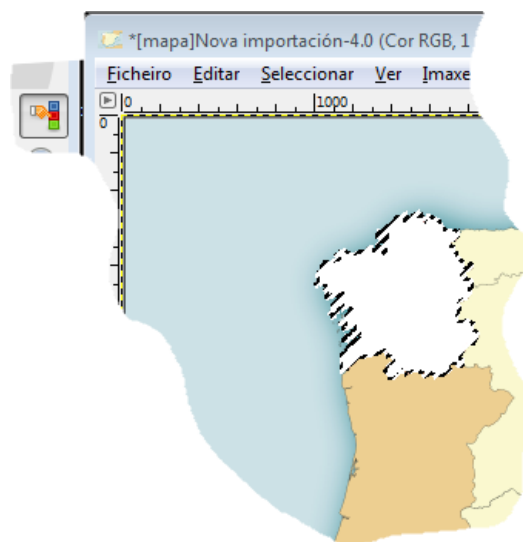 *[mapa]Nova importación-4.0 (Cor RGB, 1
Ficheiro Editar Seleccionar Ver Imaxe
0 1000
0